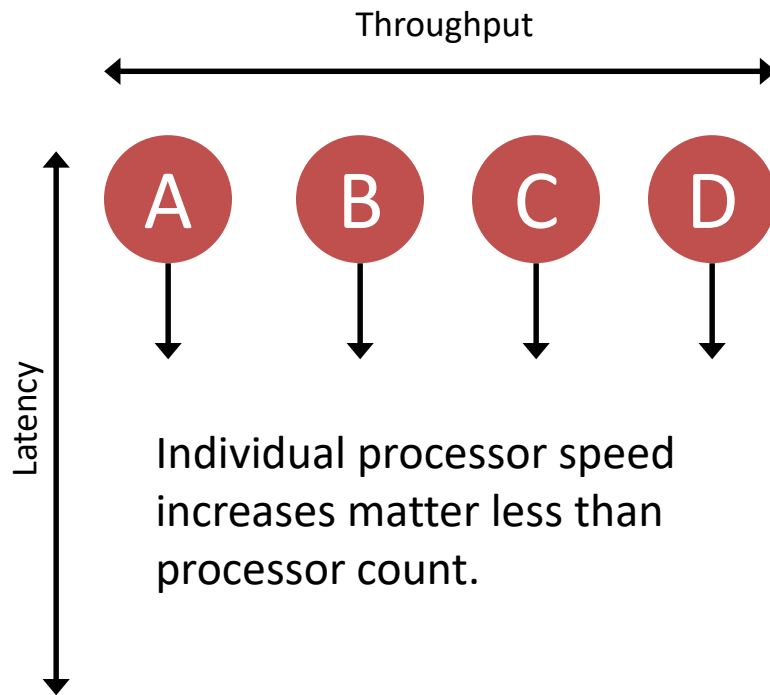 Throughput
A B C D
Latency
Individual processor speed
increases matter less than
processor count.